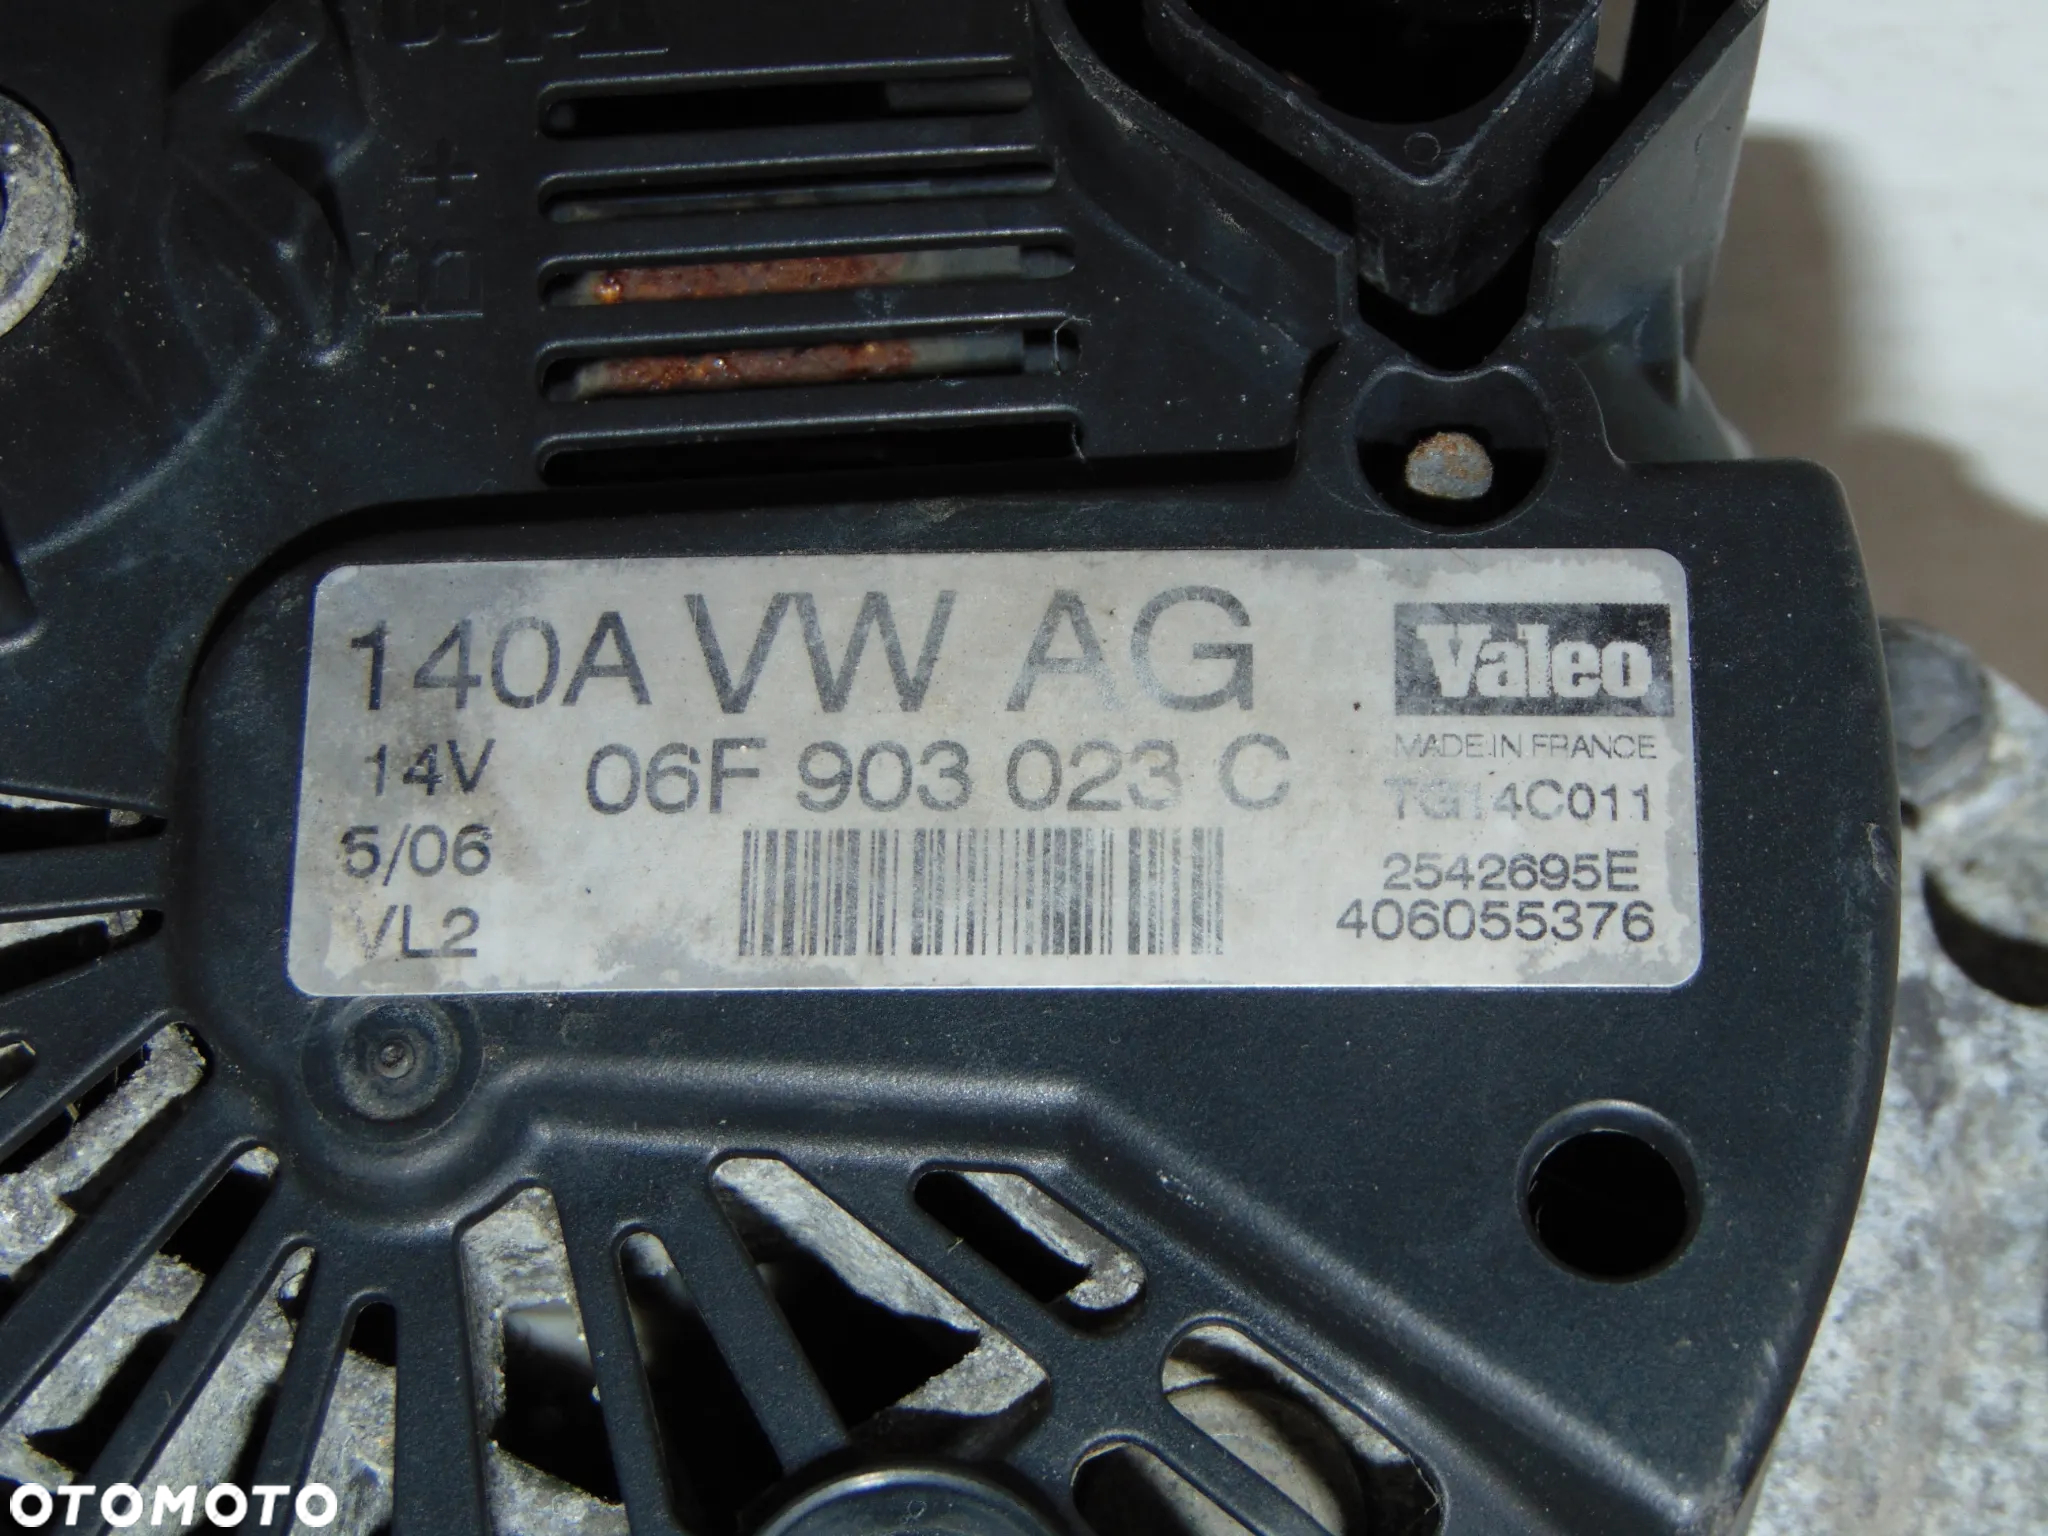 B+
140A VW AG
Valeo
MADE IN FRANCE
14V 06F 903 023 C
TG14C011
5/06
2542695E
VL2
406055376
OTOMOTO